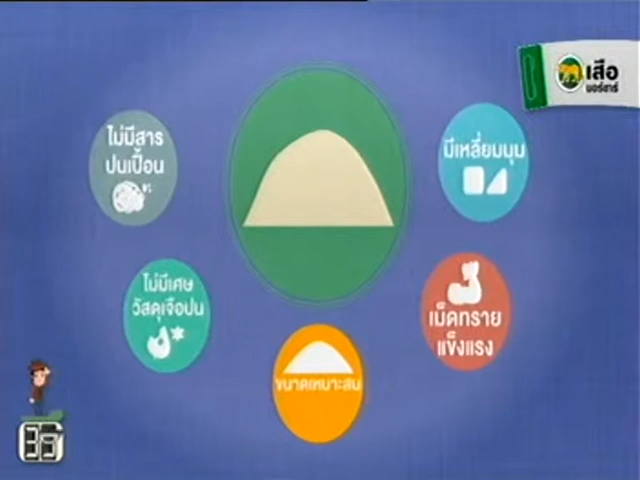 เสือ
มอร์ตาร์
ไม่มีสาร
ปนเปื้อน
มีเหลี่ยมมุม
ไม่มีเศษ
วัสดุเจือปน
เม็ดทราย
แข็งแรง
ขนาดเหมาะสม